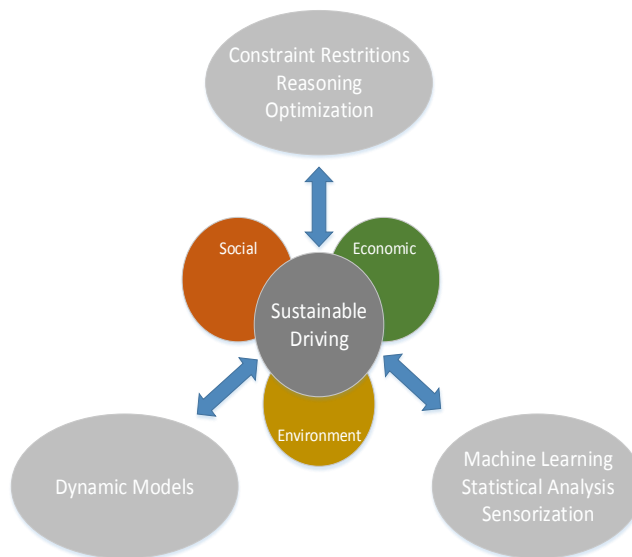 Constraint Restritions
Reasoning
Optimization
Social
Economic
Sustainable
Driving
Environment
Dynamic Models
Machine Learning
Statistical Analysis
Sensorization